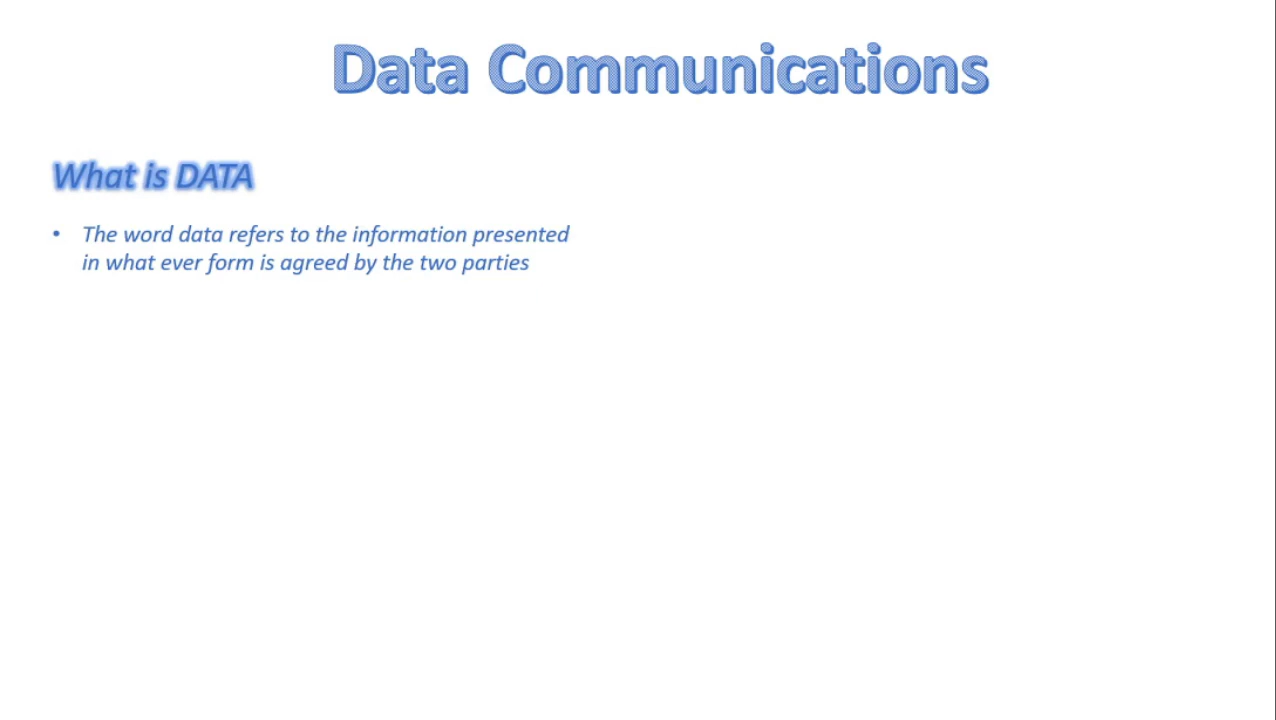 Data Communications
What is DATA
• The word data refers to the information presented
in what ever form is agreed by the two parties